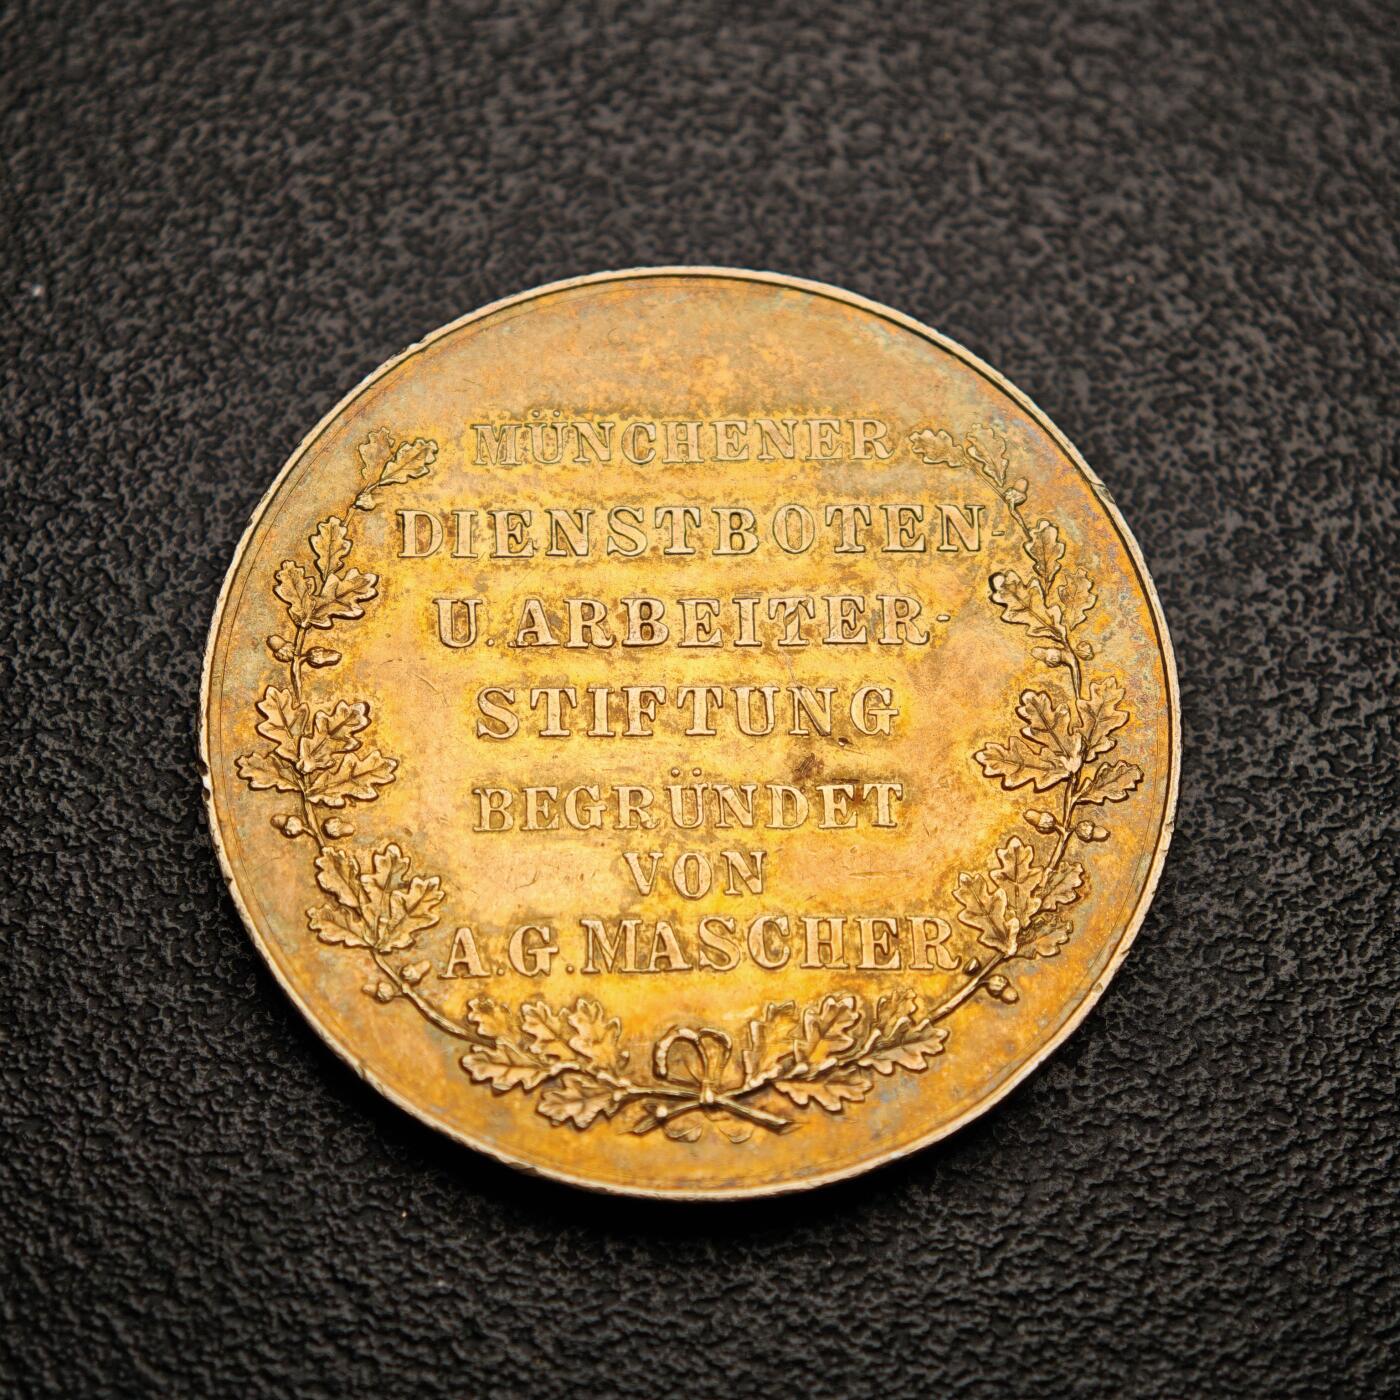 MÜNCHENER
DIENSTBOTEN-
U. ARBEITER-
STIFTUNG
BEGRÜNDET
VON
A.G. MASCHER.